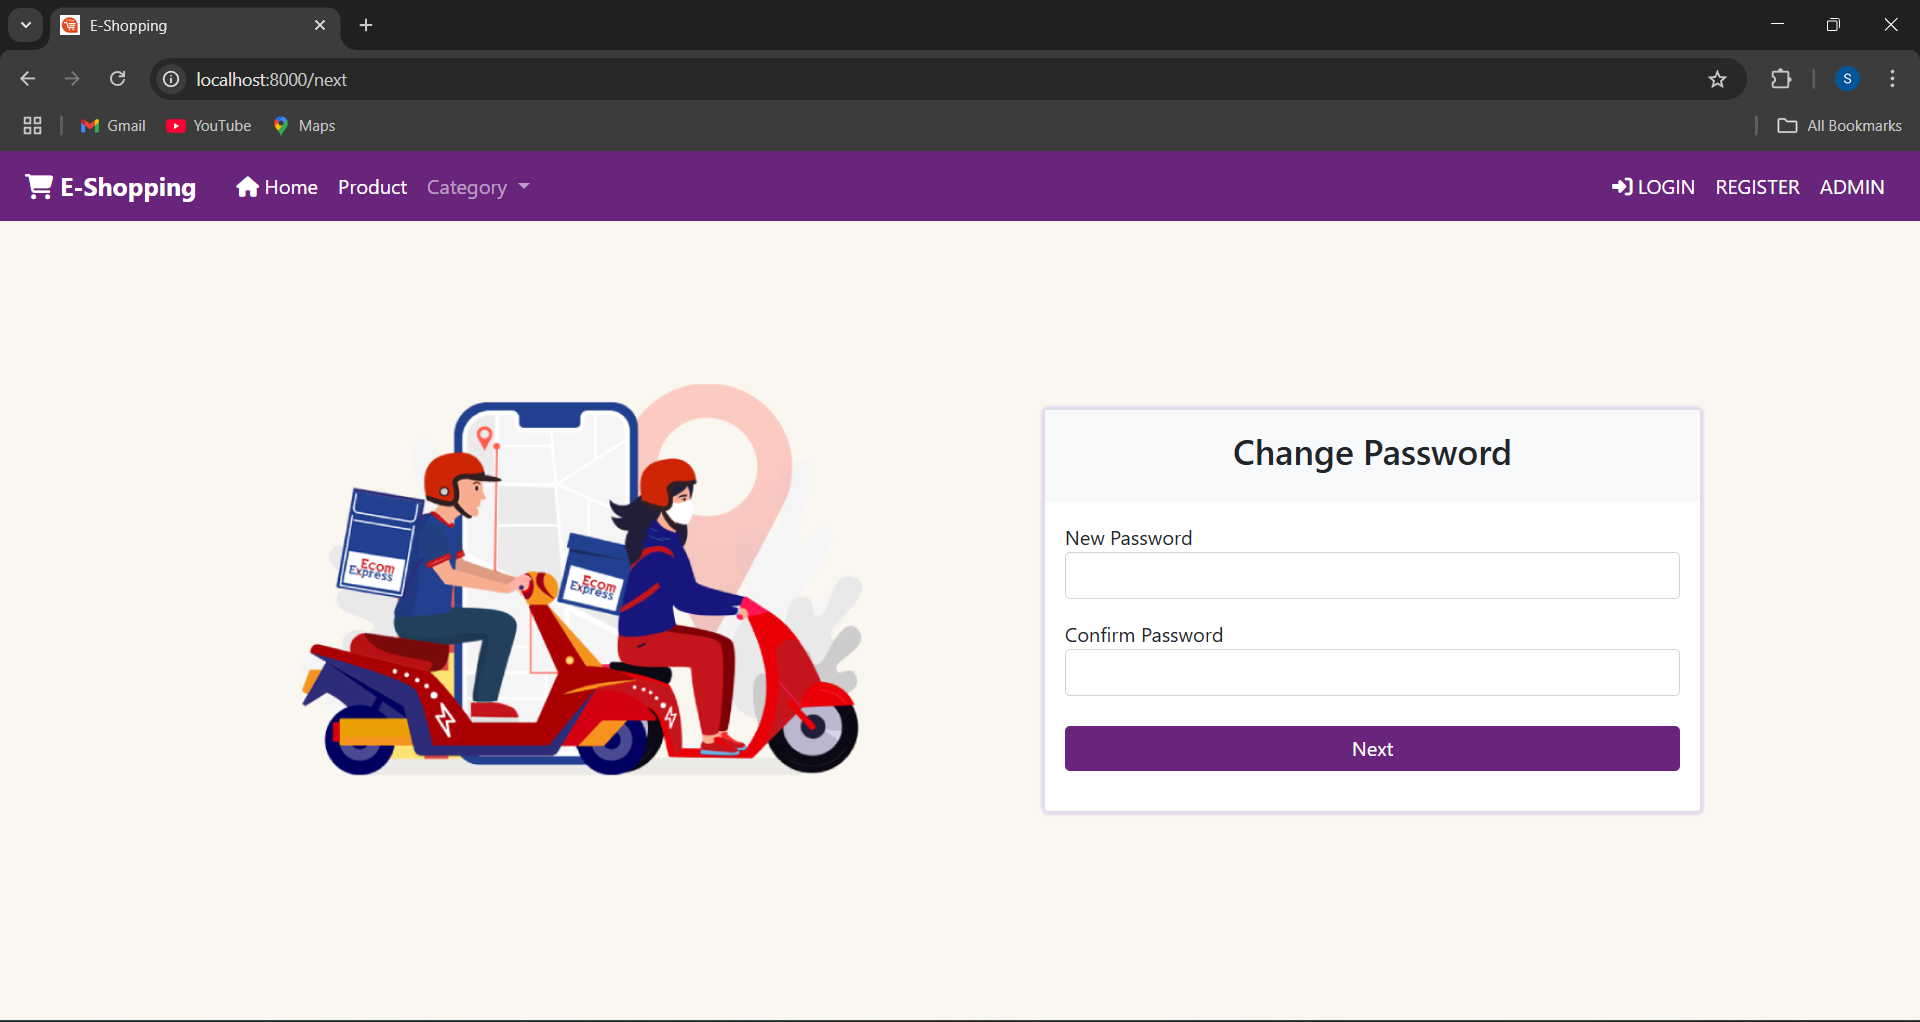 E-Shopping
localhost:8000/next
S
Gmail
YouTube
Maps
All Bookmarks
E-Shopping
Home
Product
Category
LOGIN
REGISTER
ADMIN
Ecom
Express
Ecom
Express
Change Password
New Password
Confirm Password
Next